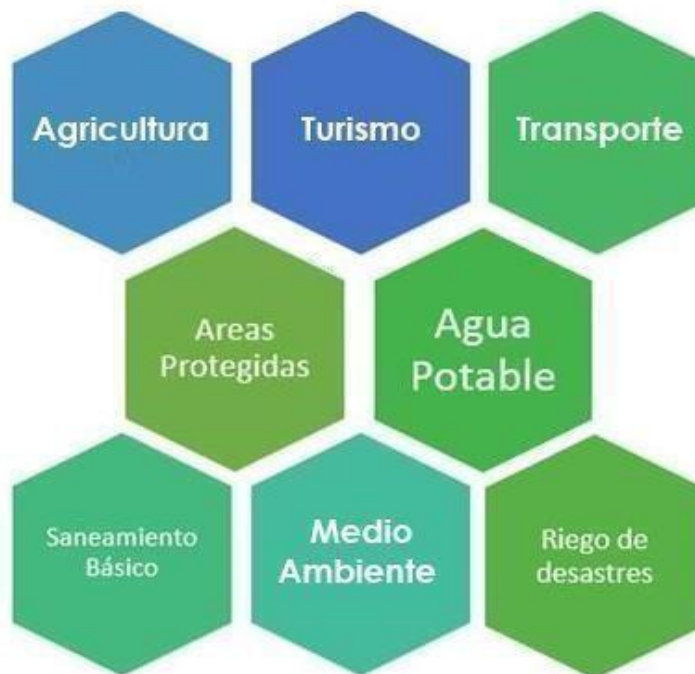 Agricultura
Turismo
Transporte
Areas
Protegidas
Agua
Potable
Saneamiento
Básico
Medio
Ambiente
Riego de
desastres